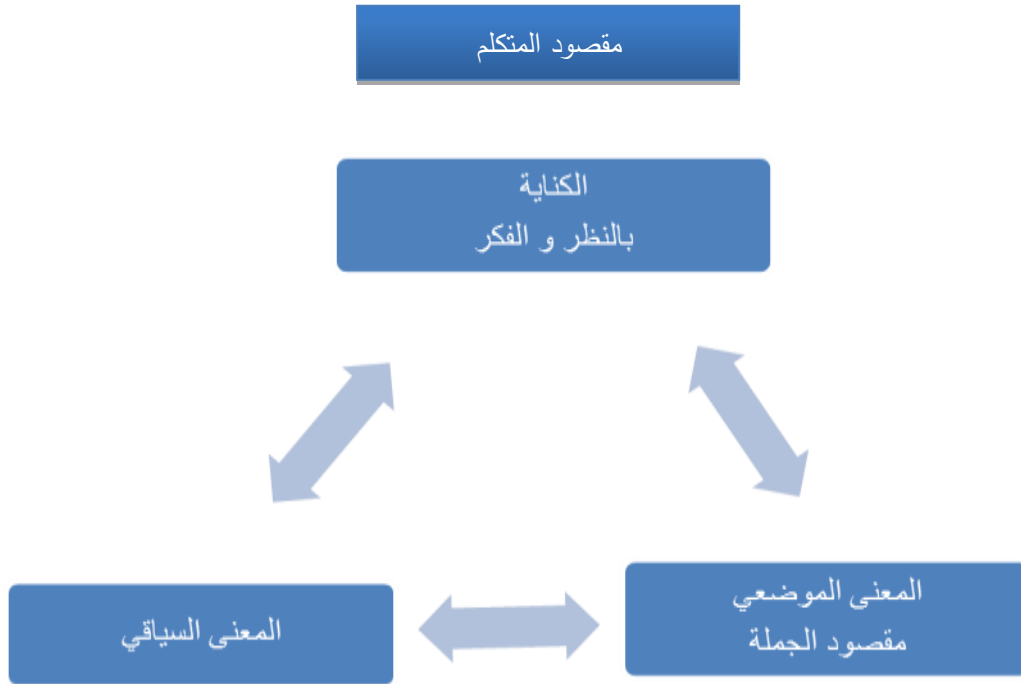 مقصود المتكلم
الكناية
بالنظر و الفكر
المعنى الموضعي
مقصود الجملة
المعنى السياقي